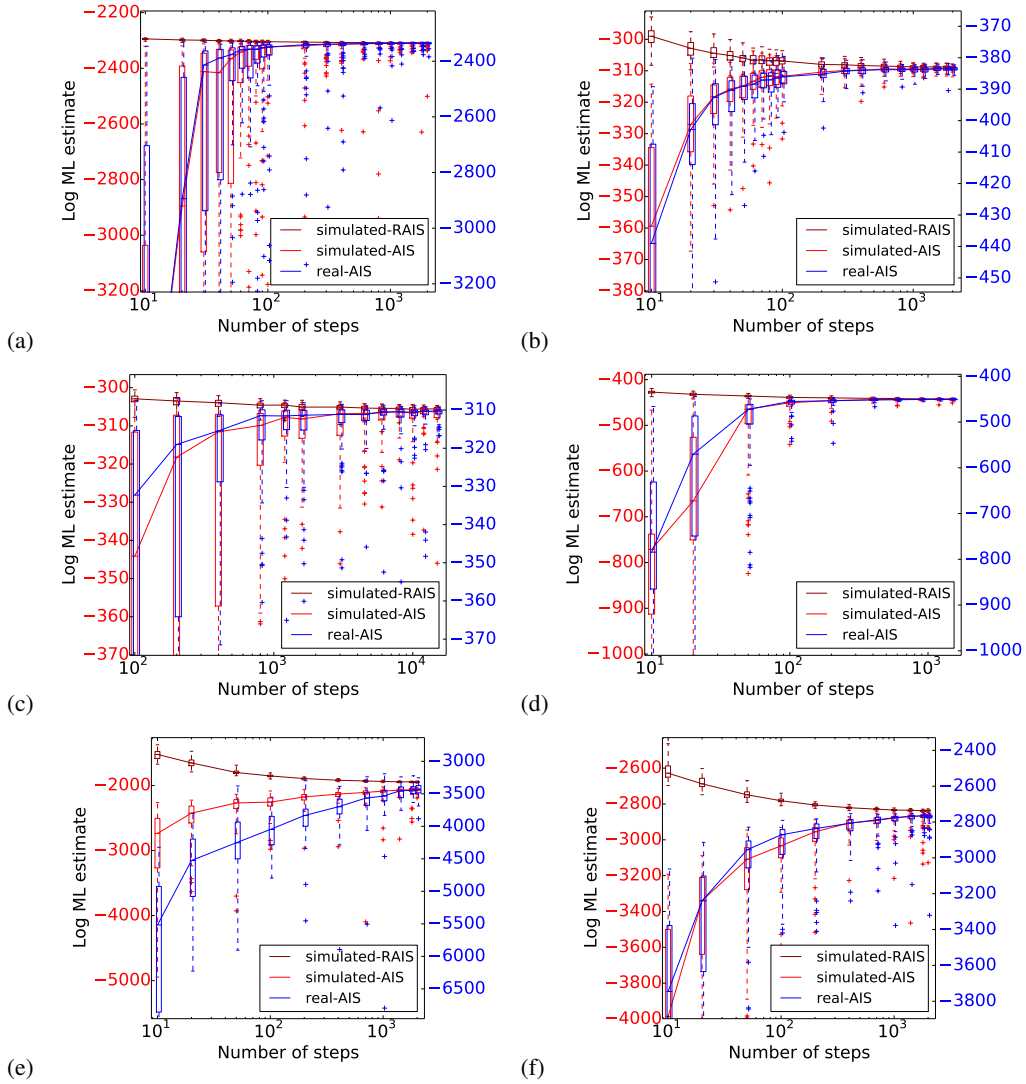 −2200
−2300
−2400
−2500
−2600
−2700
−2800
−2900
−3000
−3100
−3200
Log ML estimate
−2400
−2600
−2800
−3000
−3200
simulated-RAIS
simulated-AIS
real-AIS
10^1 10^2 10^3
Number of steps
(a)
−300
−310
−320
−330
−340
−350
−360
−370
−380
Log ML estimate
−370
−380
−390
−400
−410
−420
−430
−440
−450
simulated-RAIS
simulated-AIS
real-AIS
10^1 10^2 10^3
Number of steps
(b)
−300
−310
−320
−330
−340
−350
−360
−370
Log ML estimate
−310
−320
−330
−340
−350
−360
−370
simulated-RAIS
simulated-AIS
real-AIS
10^2 10^3 10^4
Number of steps
(c)
−400
−500
−600
−700
−800
−900
−1000
Log ML estimate
−400
−500
−600
−700
−800
−900
−1000
simulated-RAIS
simulated-AIS
real-AIS
10^1 10^2 10^3
Number of steps
(d)
−2000
−3000
−4000
−5000
Log ML estimate
−3000
−3500
−4000
−4500
−5000
−5500
−6000
−6500
simulated-RAIS
simulated-AIS
real-AIS
10^1 10^2 10^3
Number of steps
(e)
−2600
−2800
−3000
−3200
−3400
−3600
−3800
−4000
Log ML estimate
−2400
−2600
−2800
−3000
−3200
−3400
−3600
−3800
simulated-RAIS
simulated-AIS
real-AIS
10^1 10^2 10^3
Number of steps
(f)